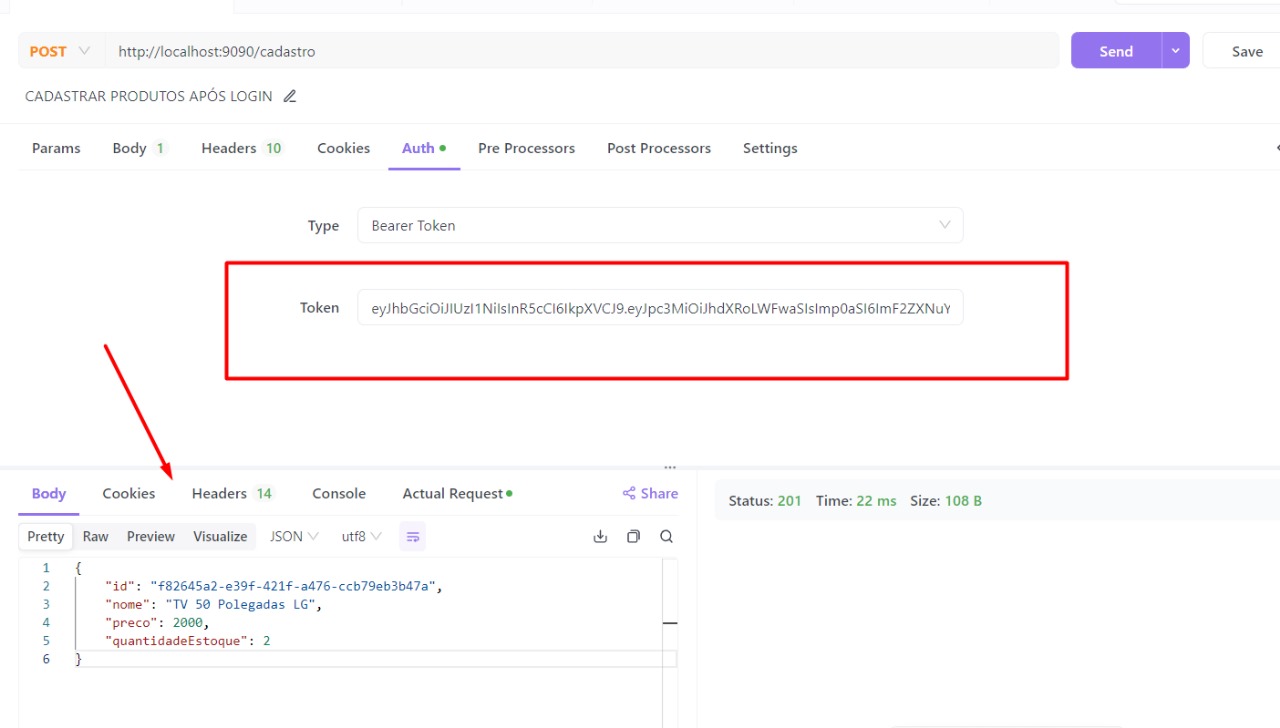 POST http://localhost:9090/cadastro Send Save
CADASTRAR PRODUTOS APÓS LOGIN
Params Body 1 Headers 10 Cookies Auth Pre Processors Post Processors Settings
Type Bearer Token
Token eyJhbGciOiJIUzI1NiIsInR5cCI6IkpXVCJ9.eyJpc3MiOiJhdXRoLWFwaSIsImp0aSI6ImF2ZXNuY
Body Cookies Headers 14 Console Actual Request Share
Status: 201 Time: 22 ms Size: 108 B
Pretty Raw Preview Visualize JSON utf8
1 {
2 "id": "f82645a2-e39f-421f-a476-ccb79eb3b47a",
3 "nome": "TV 50 Polegadas LG",
4 "preco": 2000,
5 "quantidadeEstoque": 2
6 }